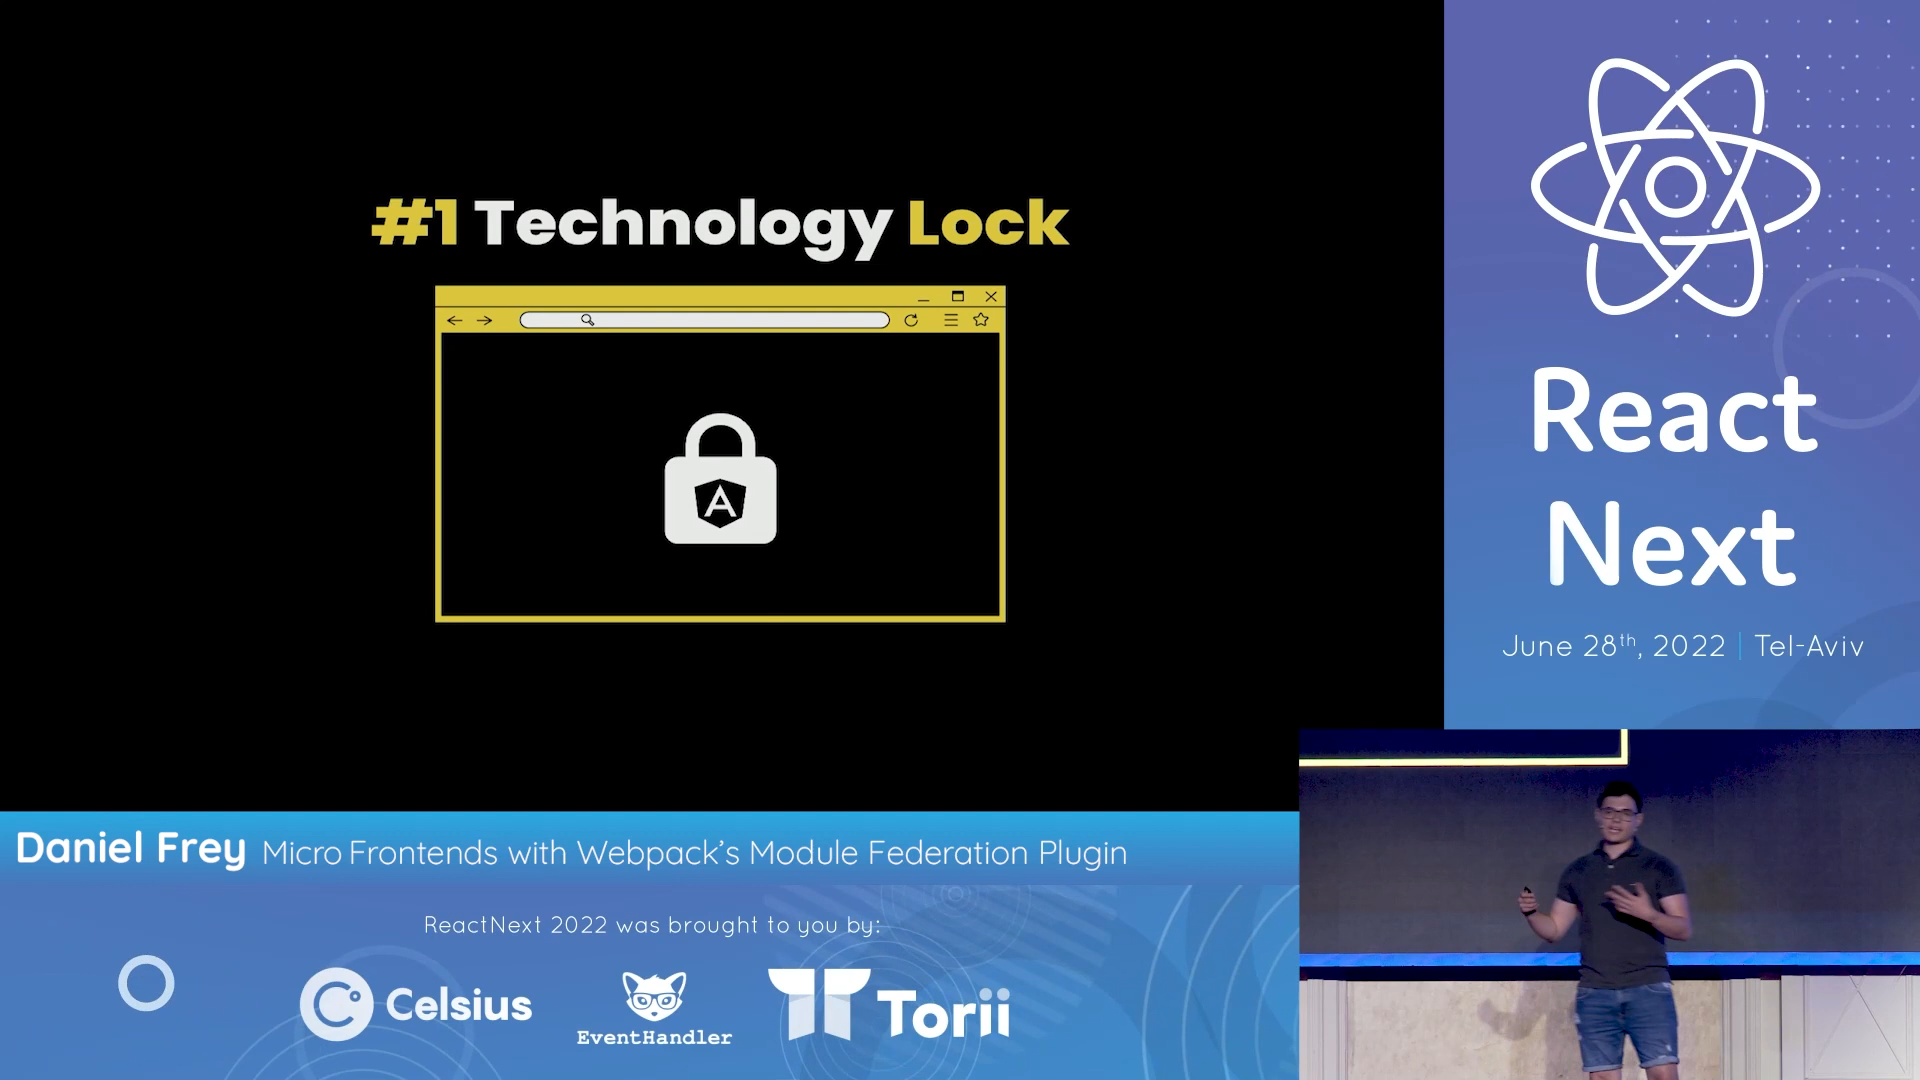 #1 Technology Lock
A
React
Next
June 28th, 2022 | Tel-Aviv
Daniel Frey Micro Frontends with Webpack's Module Federation Plugin
ReactNext 2022 was brought to you by:
Celsius
EventHandler
Torii